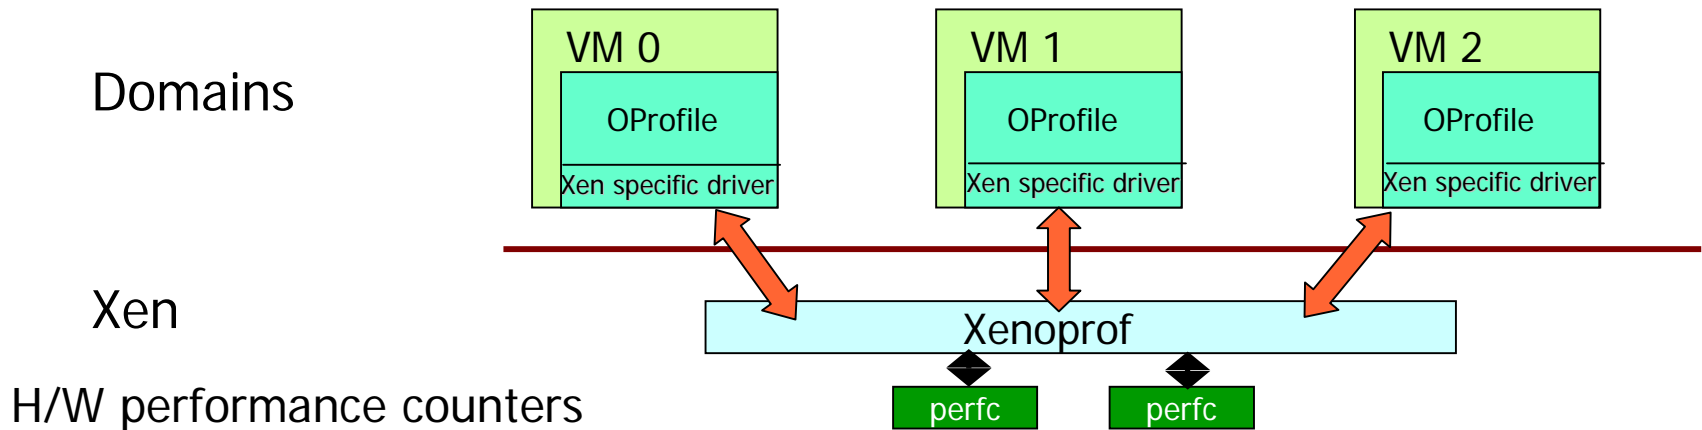 VM 0
VM 1
VM 2
Domains
OProfile
OProfile
OProfile
Xen specific driver
Xen specific driver
Xen specific driver
Xen
Xenoprof
H/W performance counters
perfc
perfc